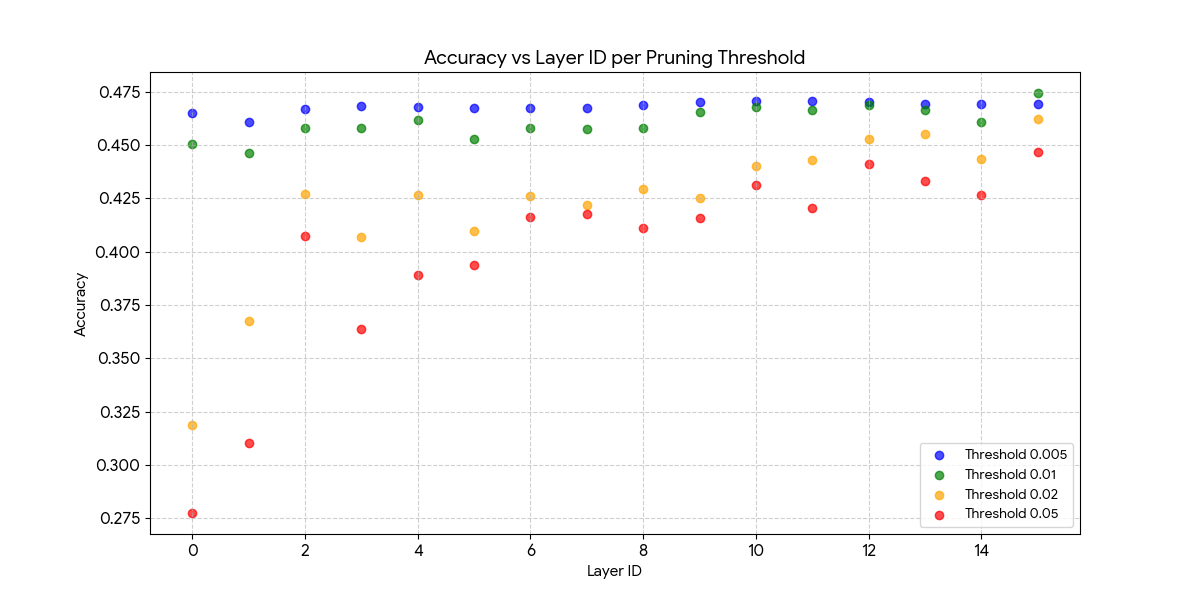 Accuracy vs Layer ID per Pruning Threshold
Accuracy
0.475
0.450
0.425
0.400
0.375
0.350
0.325
0.300
0.275
0 2 4 6 8 10 12 14
Layer ID
Threshold 0.005
Threshold 0.01
Threshold 0.02
Threshold 0.05